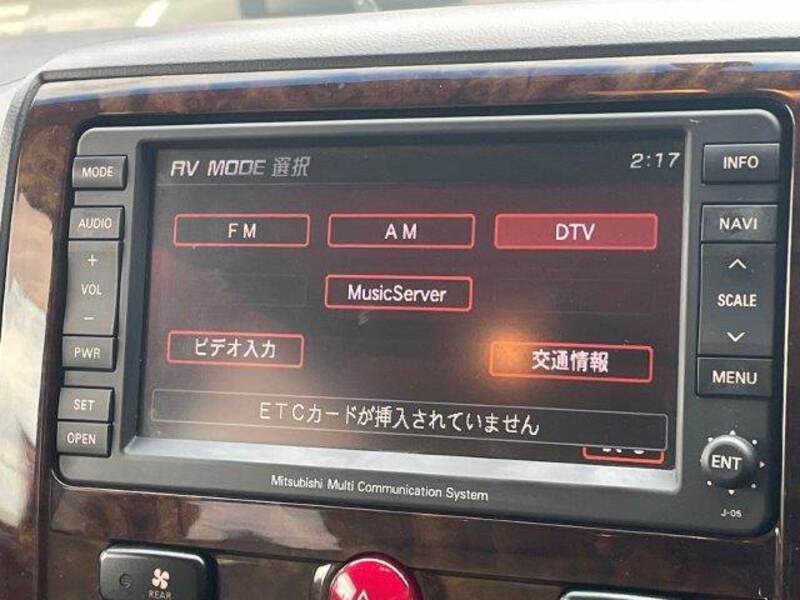 AV MODE 選択
2:17
MODE
AUDIO
+
VOL
−
PWR
SET
OPEN
FM
AM
DTV
MusicServer
ビデオ入力
交通情報
ETCカードが挿入されていません
INFO
NAVI
SCALE
MENU
ENT
J-05
Mitsubishi Multi Communication System
REAR